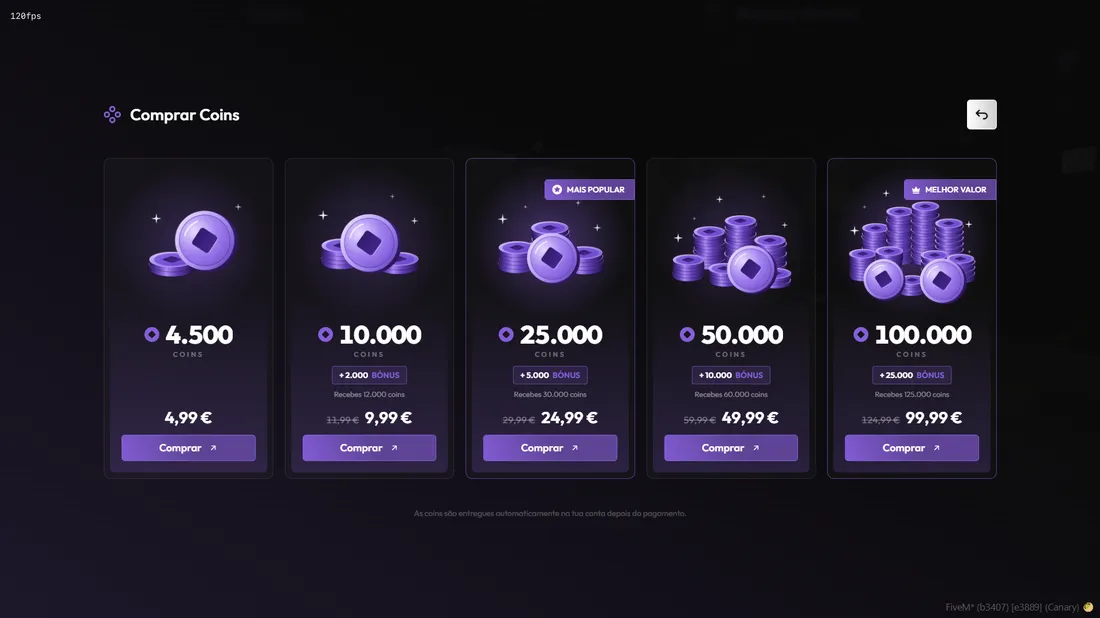 120fps
Comprar Coins
4.500
COINS
4,99 €
Comprar
10.000
COINS
+2.000 BÓNUS
Recebes 12.000 coins
11,99 € 9,99 €
Comprar
MAIS POPULAR
25.000
COINS
+5.000 BÓNUS
Recebes 30.000 coins
29,99 € 24,99 €
Comprar
50.000
COINS
+10.000 BÓNUS
Recebes 60.000 coins
59,99 € 49,99 €
Comprar
MELHOR VALOR
100.000
COINS
+25.000 BÓNUS
Recebes 125.000 coins
124,99 € 99,99 €
Comprar
As coins são entregues automaticamente na tua conta depois do pagamento.
FiveM* (b3407) [e3889] (Canary)